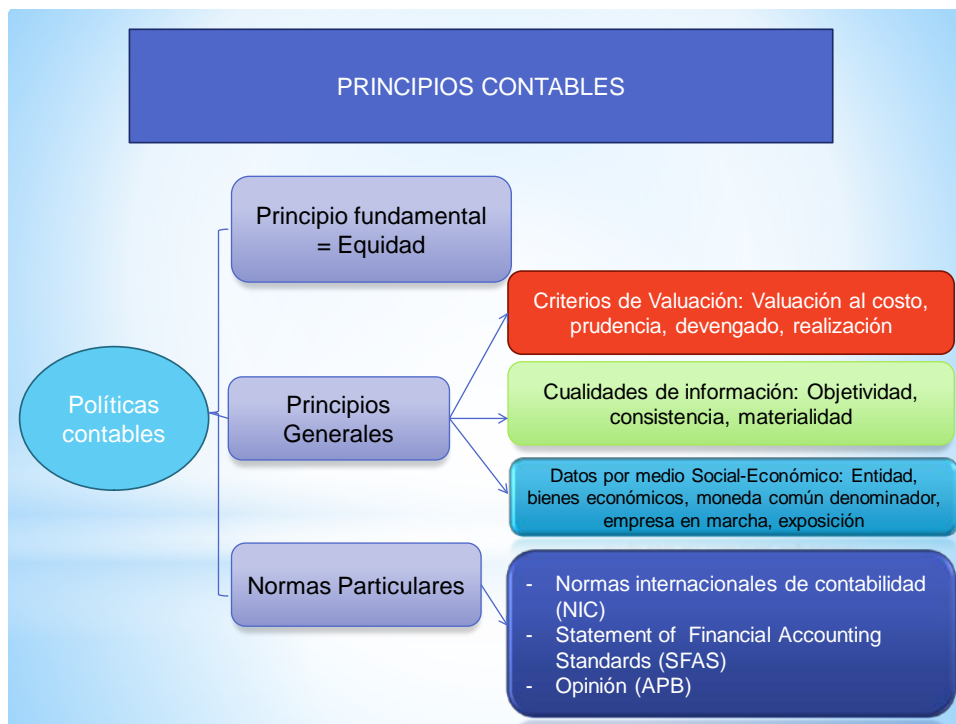 PRINCIPIOS CONTABLES
Principio fundamental
= Equidad
Criterios de Valuación: Valuación al costo,
prudencia, devengado, realización
Políticas
contables
Principios
Generales
Cualidades de información: Objetividad,
consistencia, materialidad
Datos por medio Social-Económico: Entidad,
bienes económicos, moneda común denominador,
empresa en marcha, exposición
Normas Particulares
- Normas internacionales de contabilidad
(NIC)
- Statement of Financial Accounting
Standards (SFAS)
- Opinión (APB)